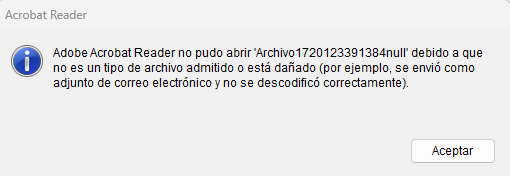 Acrobat Reader
Adobe Acrobat Reader no pudo abrir 'Archivo1720123391384null' debido a que
no es un tipo de archivo admitido o está dañado (por ejemplo, se envió como
adjunto de correo electrónico y no se descodificó correctamente).
Aceptar